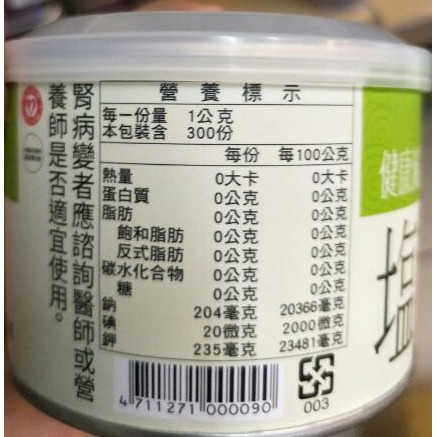 營養標示
每一份量 1公克
本包裝含 300份
每份 每100公克
熱量 0大卡 0大卡
蛋白質 0公克 0公克
脂肪 0公克 0公克
飽和脂肪 0公克 0公克
反式脂肪 0公克 0公克
碳水化合物 0公克 0公克
糖 0公克 0公克
鈉 204毫克 20366毫克
碘 20微克 2000微克
鉀 235毫克 23481毫克
4 711271 000090
003
腎病變者應諮詢醫師或營
養師是否適宜使用。
健康